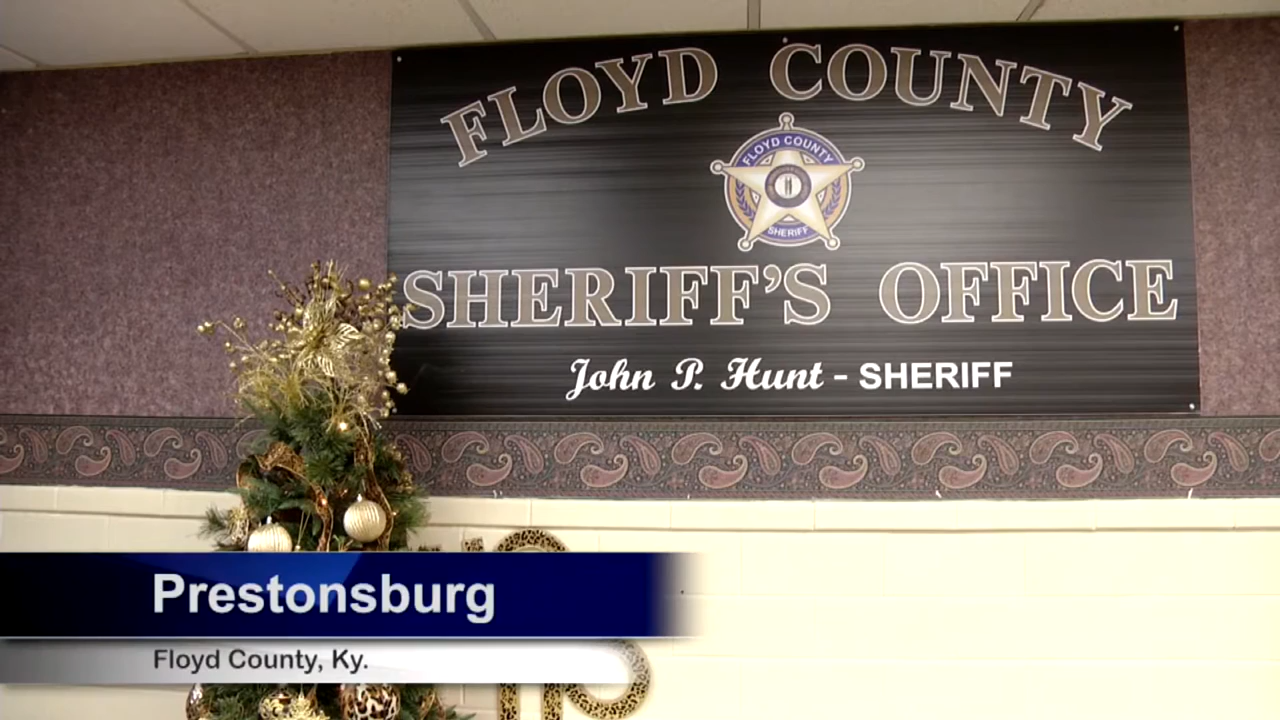 FLOYD COUNTY
FLOYD COUNTY
SHERIFF
SHERIFF'S OFFICE
John P. Hunt - SHERIFF
Prestonsburg
Floyd County, Ky.